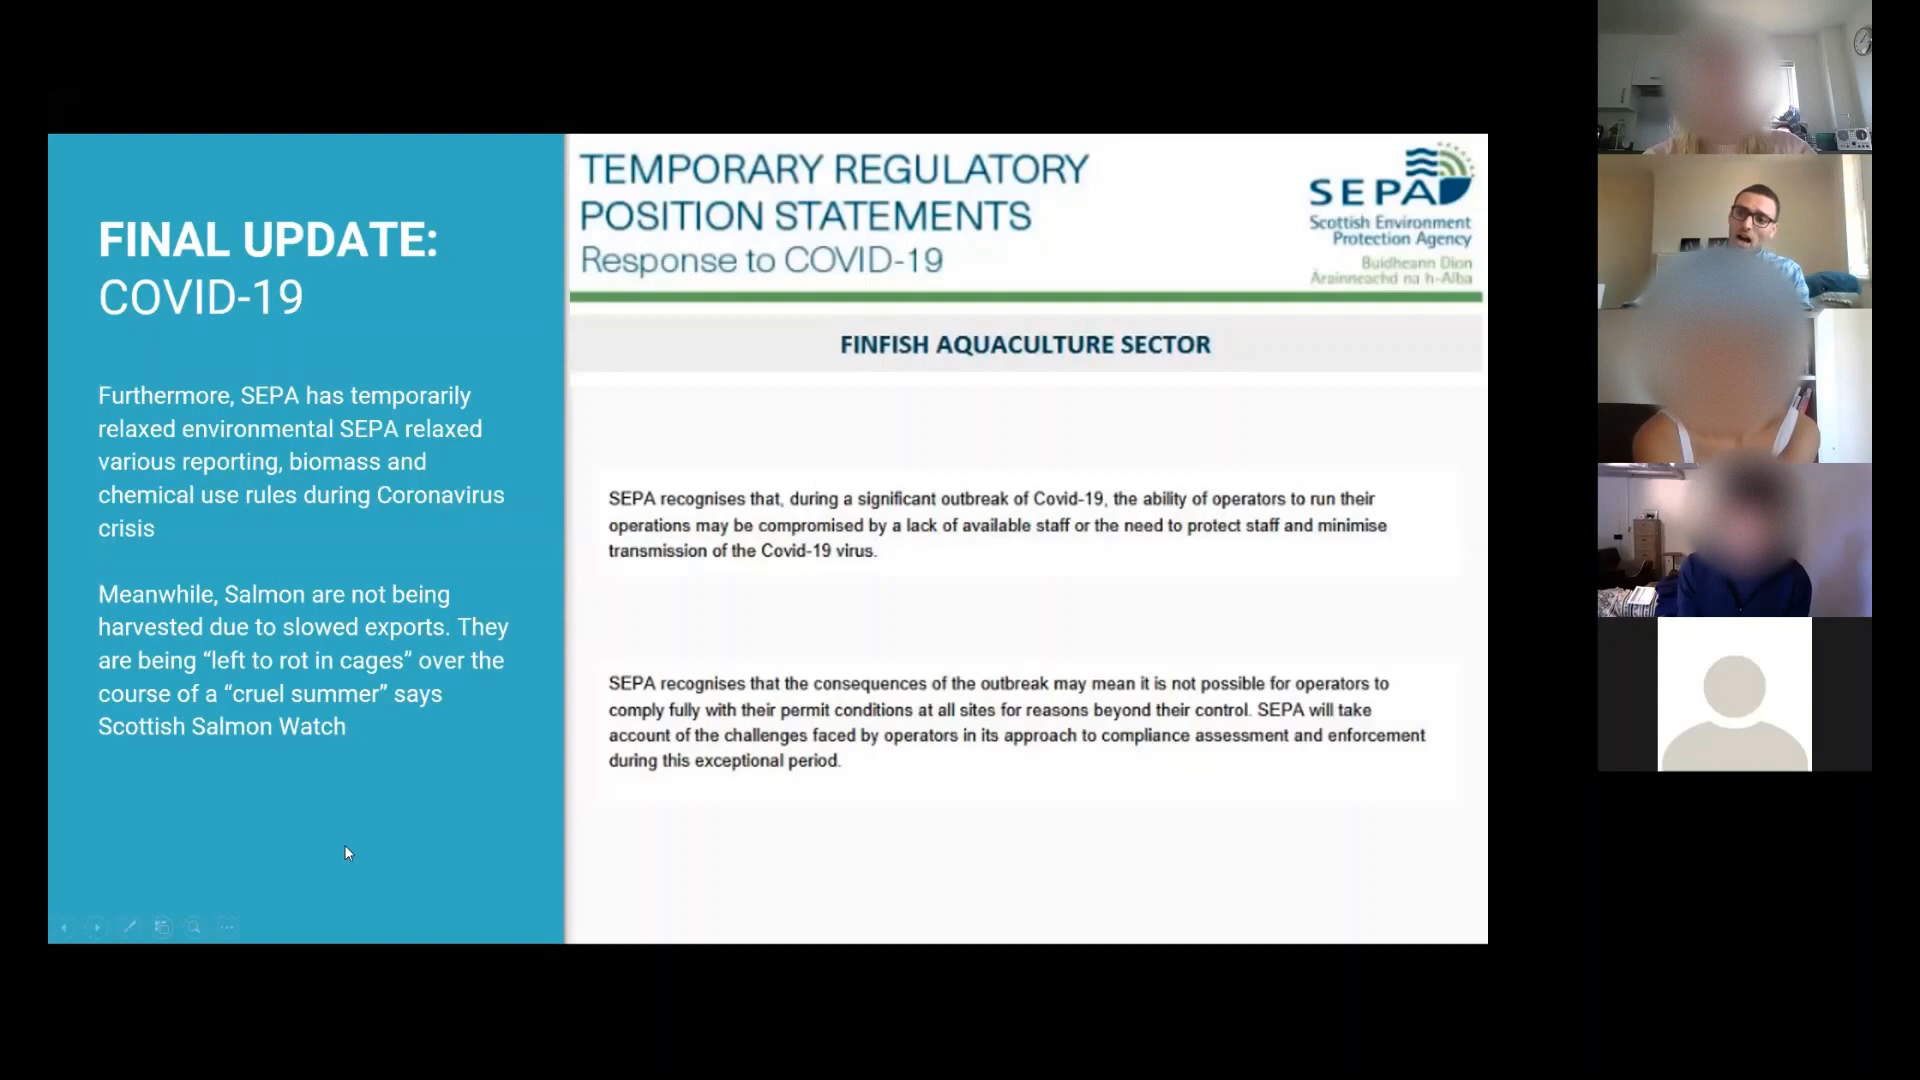 FINAL UPDATE:
COVID-19
Furthermore, SEPA has temporarily
relaxed environmental SEPA relaxed
various reporting, biomass and
chemical use rules during Coronavirus
crisis
Meanwhile, Salmon are not being
harvested due to slowed exports. They
are being “left to rot in cages” over the
course of a “cruel summer” says
Scottish Salmon Watch
TEMPORARY REGULATORY
POSITION STATEMENTS
Response to COVID-19
SEPA
Scottish Environment
Protection Agency
Buidheann Dìon
Àrainneachd na h-Alba
FINFISH AQUACULTURE SECTOR
SEPA recognises that, during a significant outbreak of Covid-19, the ability of operators to run their
operations may be compromised by a lack of available staff or the need to protect staff and minimise
transmission of the Covid-19 virus.
SEPA recognises that the consequences of the outbreak may mean it is not possible for operators to
comply fully with their permit conditions at all sites for reasons beyond their control. SEPA will take
account of the challenges faced by operators in its approach to compliance assessment and enforcement
during this exceptional period.